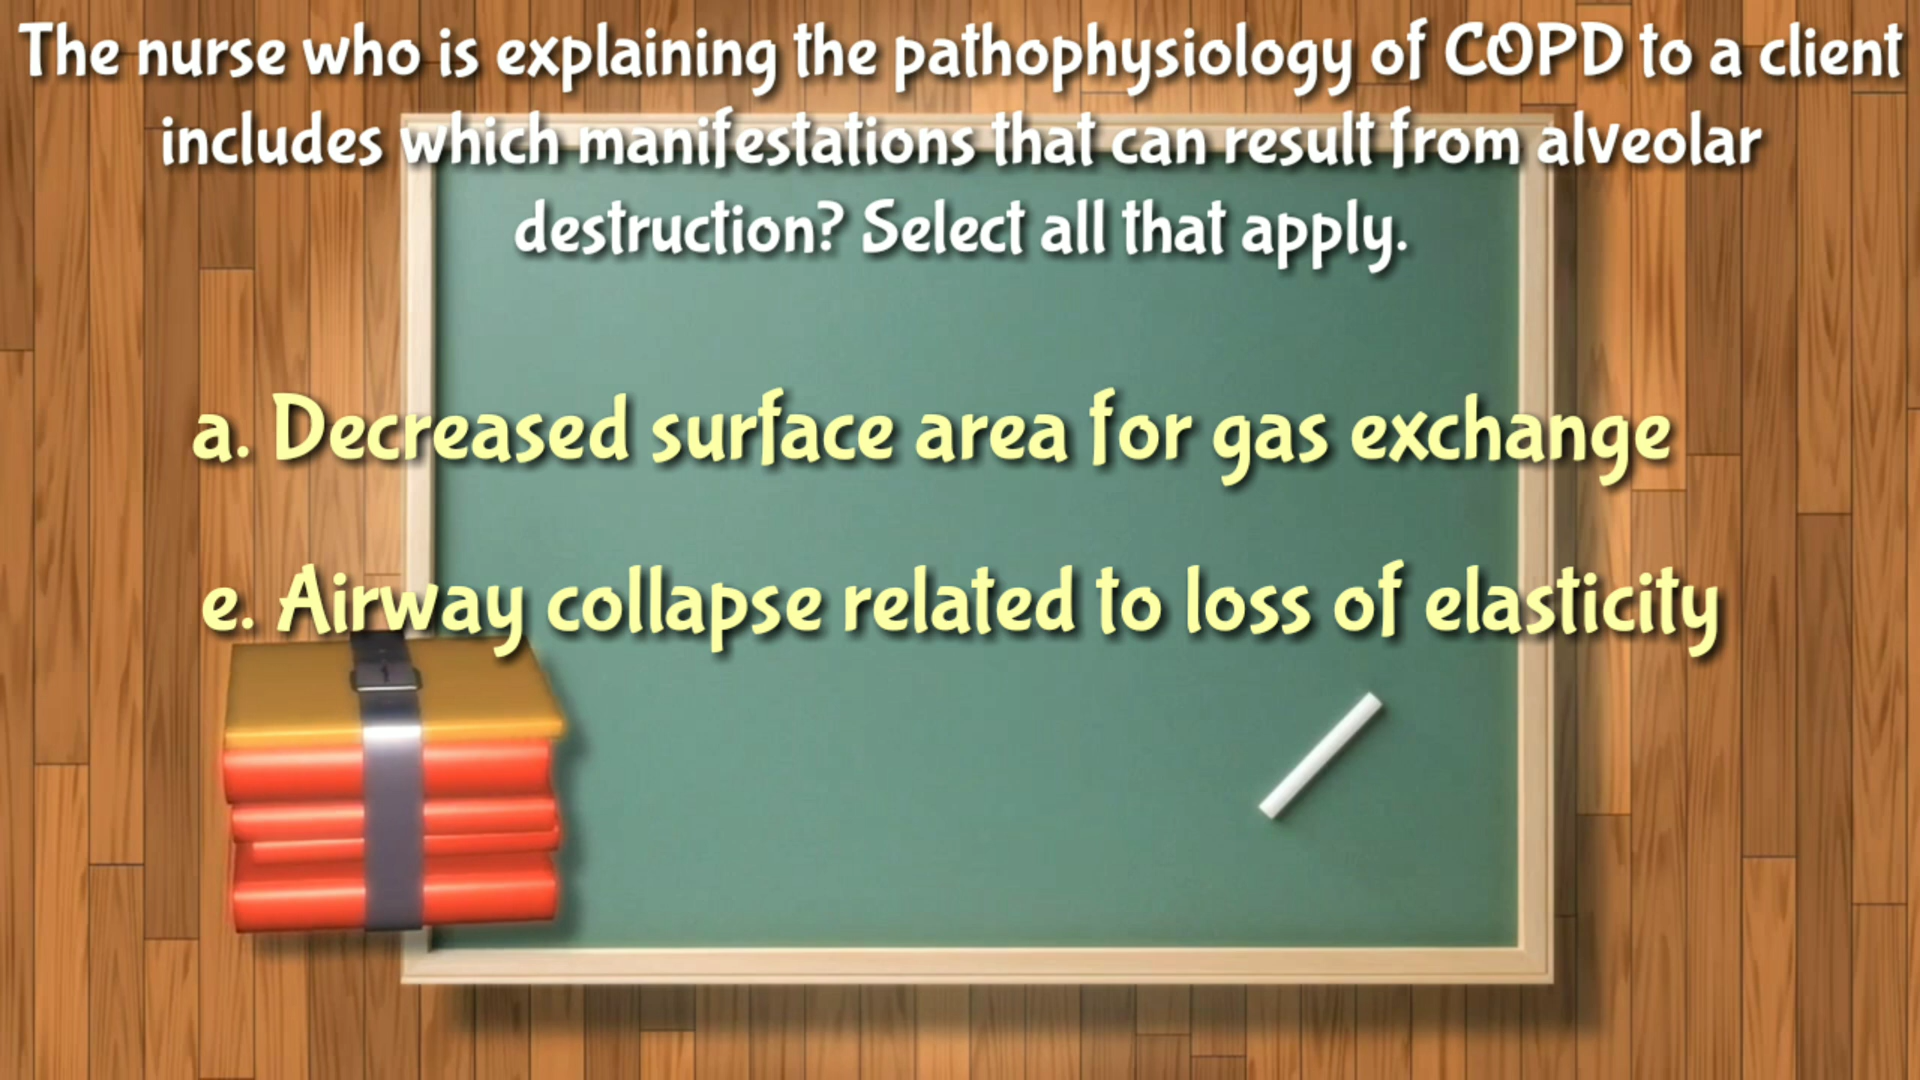 The nurse who is explaining the pathophysiology of COPD to a client
includes which manifestations that can result from alveolar
destruction? Select all that apply.
a. Decreased surface area for gas exchange
e. Airway collapse related to loss of elasticity